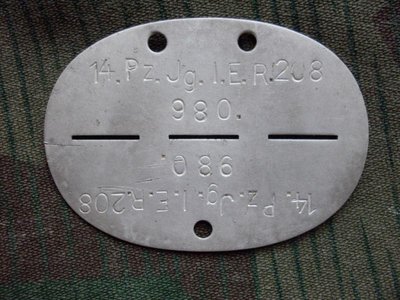 14. Pz. Jg. I. E. R. 208
980.
980
14. Pz. Jg. I. E. R. 208